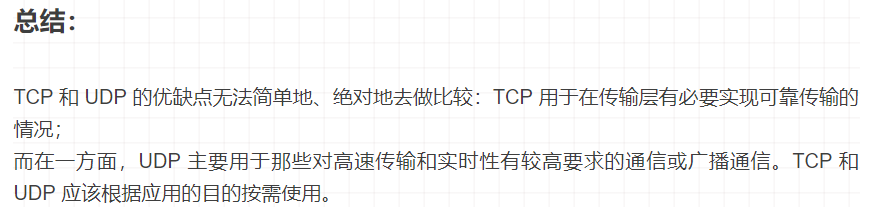 总结：
TCP 和 UDP 的优缺点无法简单地、绝对地去做比较：TCP 用于在传输层有必要实现可靠传输的
情况；
而在一方面，UDP 主要用于那些对高速传输和实时性有较高要求的通信或广播通信。TCP 和
UDP 应该根据应用的目的按需使用。